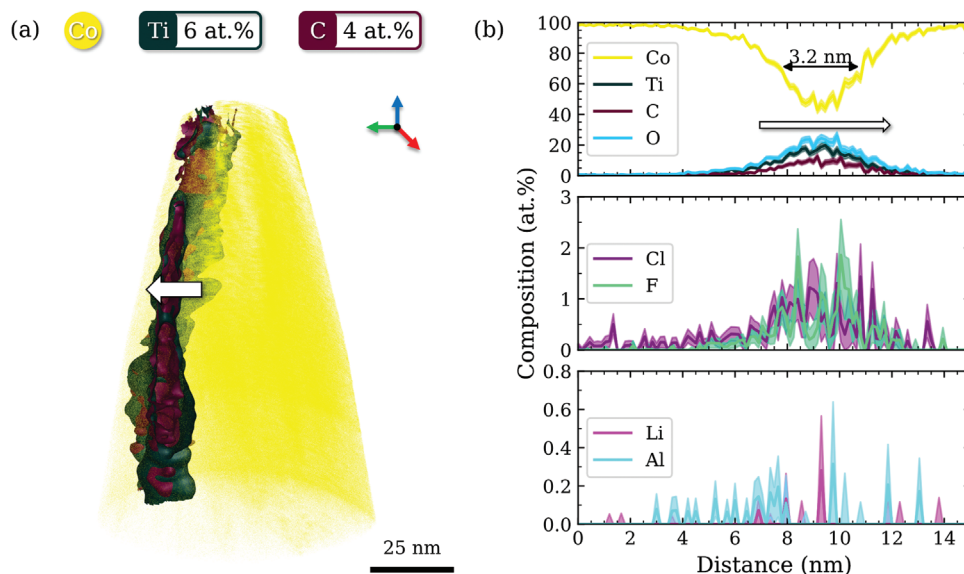 (a)
Co
Ti 6 at.%
C 4 at.%
25 nm
(b)
Composition (at.%)
100
80
60
40
20
0
3.2 nm
Co
Ti
C
O
3
2
1
0
Cl
F
0.8
0.6
0.4
0.2
0.0
Li
Al
0 2 4 6 8 10 12 14
Distance (nm)